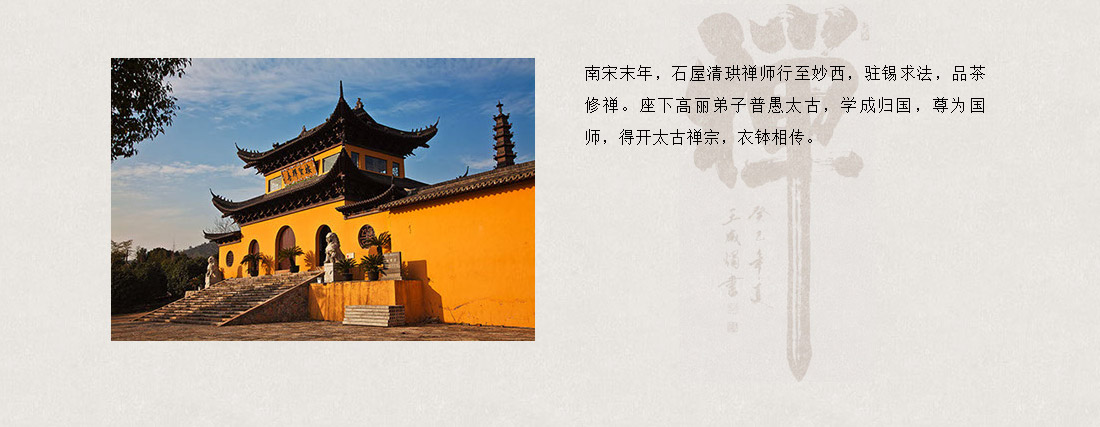 南宋末年，石屋清珙禅师行至妙西，驻锡求法，品茶
修禅。座下高丽弟子普愚太古，学成归国，尊为国
师，得开太古禅宗，衣钵相传。
禅